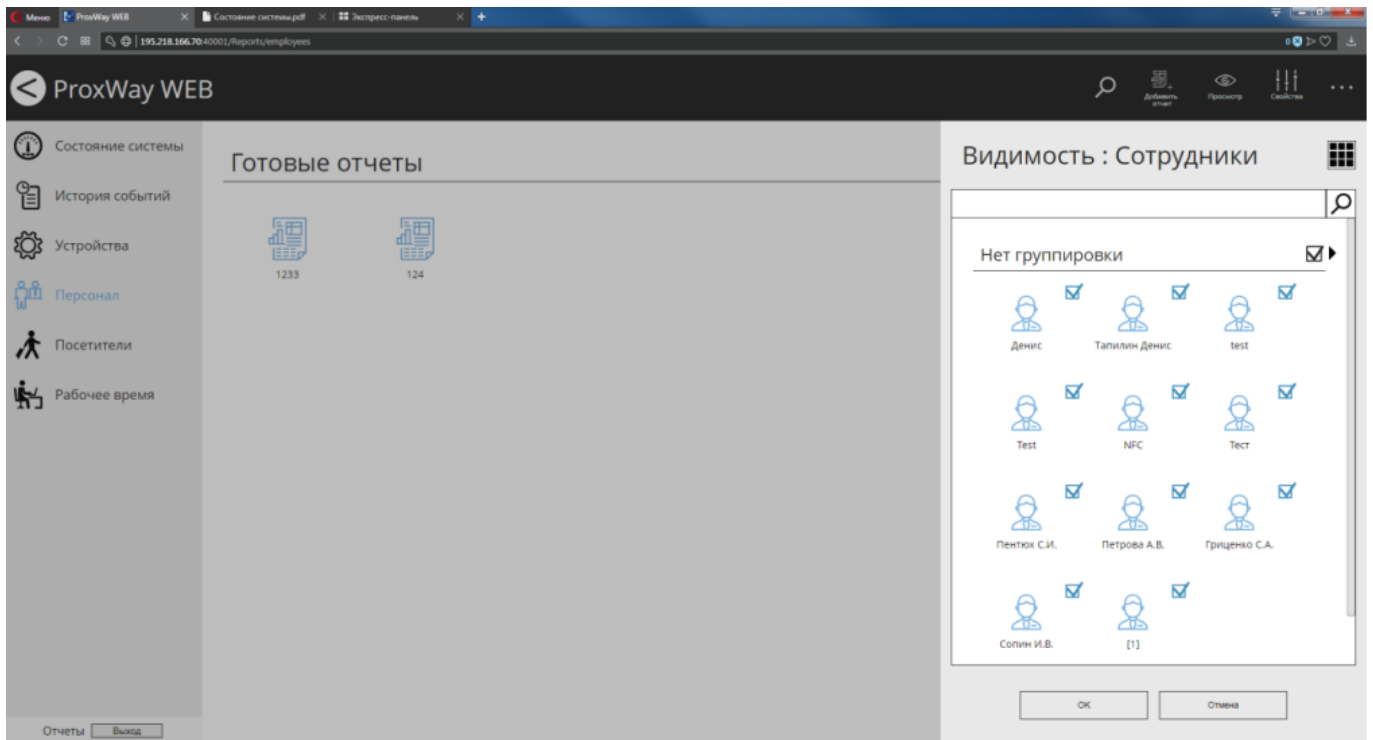 Меню ProxWay WEB Состояние системы.pdf Экспресс-панель
195.218.166.70:40001/Reports/employees 0
ProxWay WEB
Добавить отчет
Просмотр
Свойства
Состояние системы
История событий
Устройства
Персонал
Посетители
Рабочее время
Отчеты Выход
Готовые отчеты
1233 124
Видимость : Сотрудники
Нет группировки
Денис Тапилин Денис test
Test NFC Тест
Пентюх С.И. Петрова А.В. Гриценко С.А.
Сопин И.В. [1]
ОК Отмена